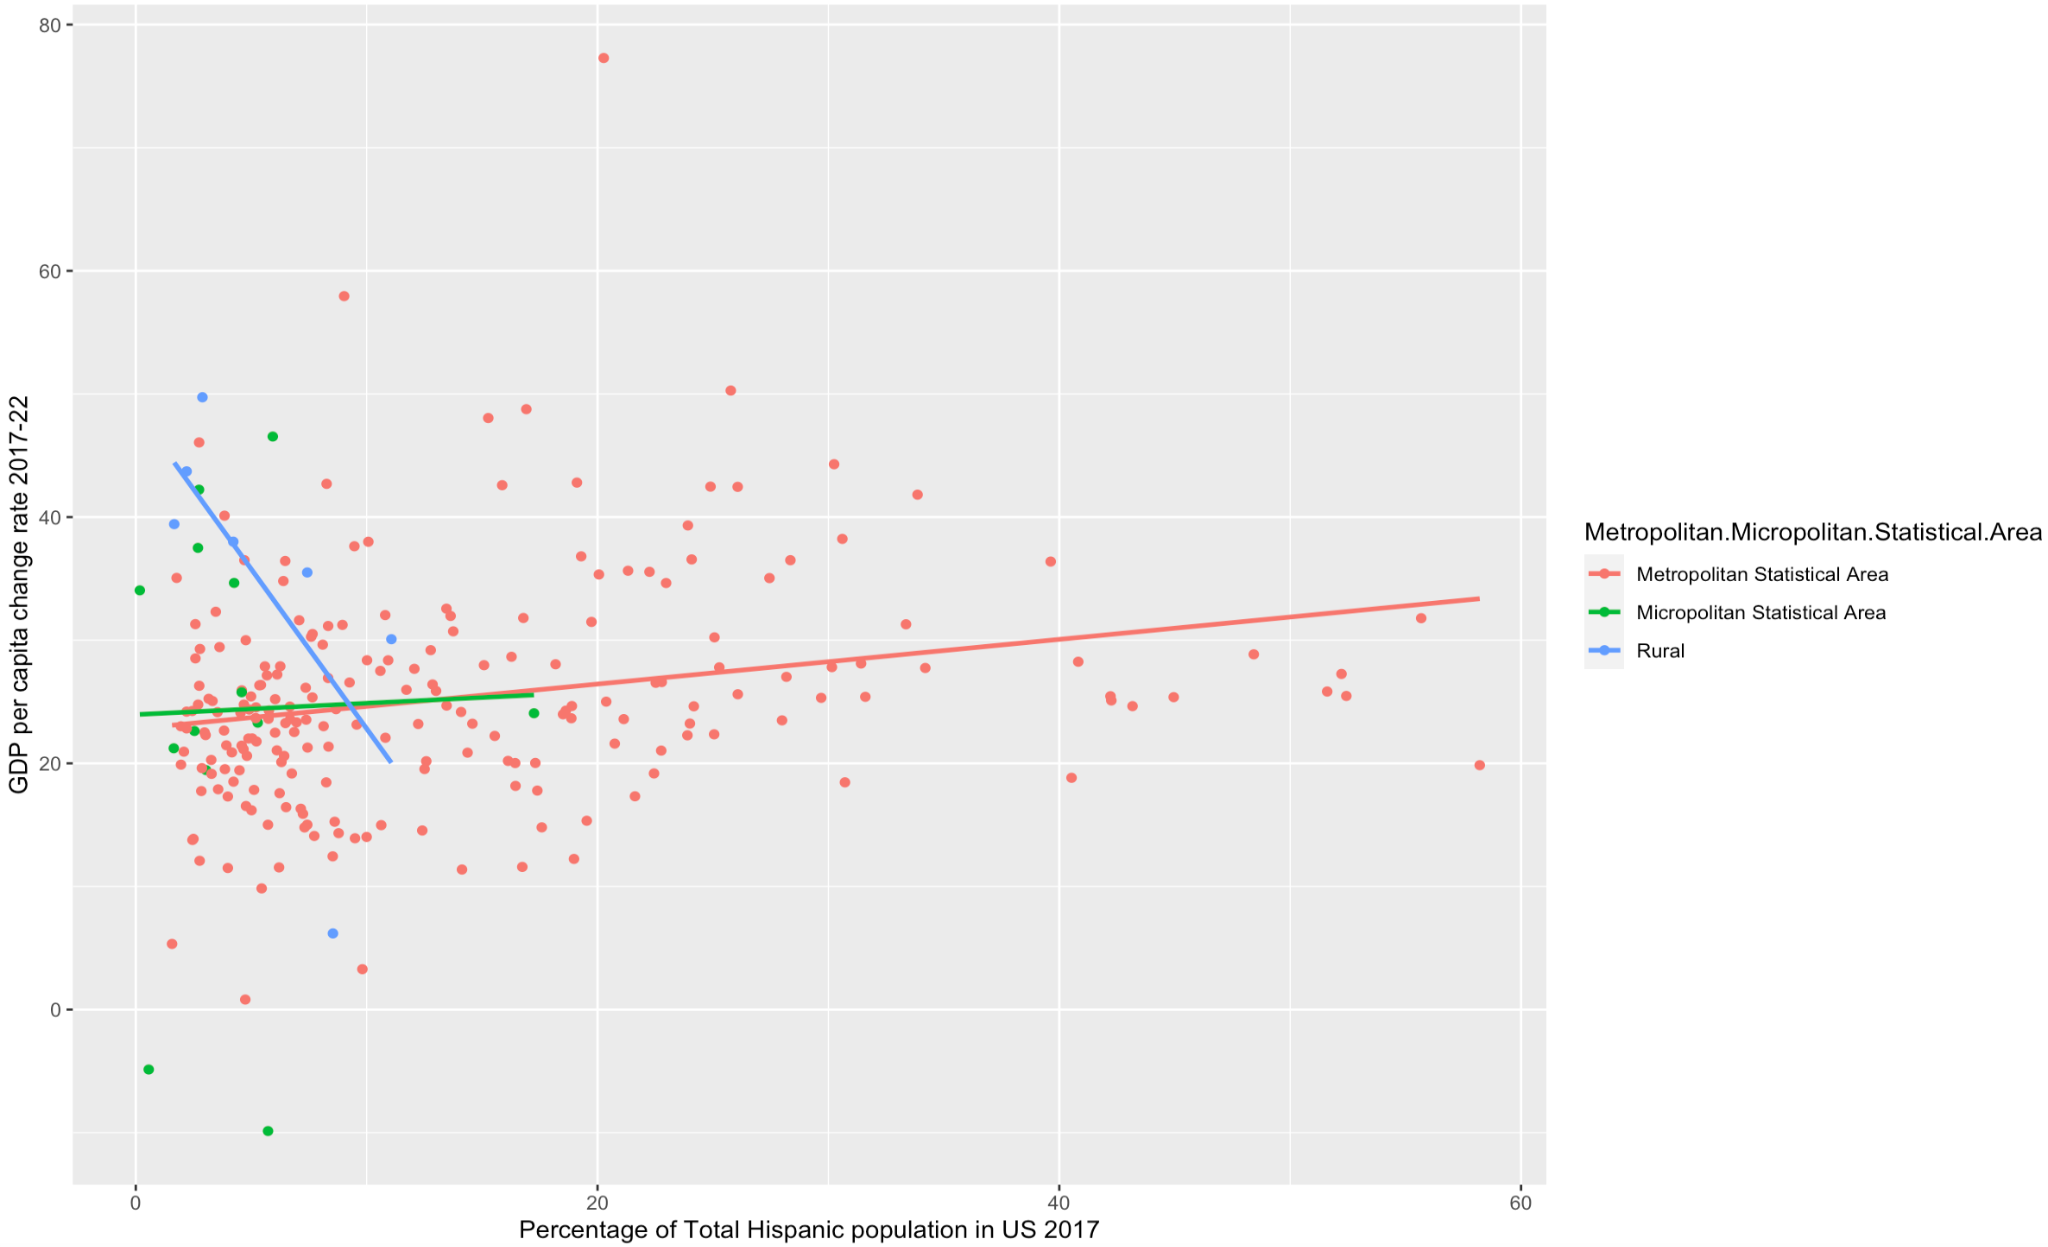 80
60
40
20
0
0
20
40
60
GDP per capita change rate 2017-22
Percentage of Total Hispanic population in US 2017
Metropolitan.Micropolitan.Statistical.Area
Metropolitan Statistical Area
Micropolitan Statistical Area
Rural